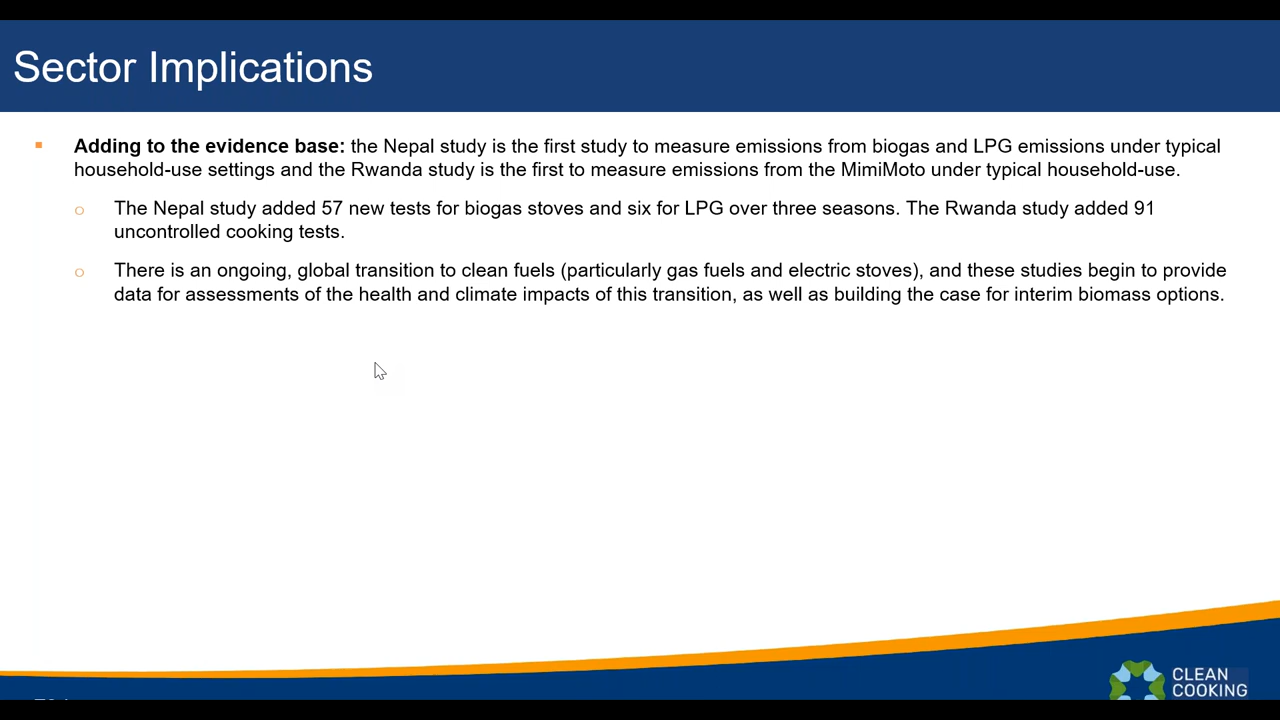 Sector Implications
▪ Adding to the evidence base: the Nepal study is the first study to measure emissions from biogas and LPG emissions under typical
household-use settings and the Rwanda study is the first to measure emissions from the MimiMoto under typical household-use.
o The Nepal study added 57 new tests for biogas stoves and six for LPG over three seasons. The Rwanda study added 91
uncontrolled cooking tests.
o There is an ongoing, global transition to clean fuels (particularly gas fuels and electric stoves), and these studies begin to provide
data for assessments of the health and climate impacts of this transition, as well as building the case for interim biomass options.
CLEAN
COOKING